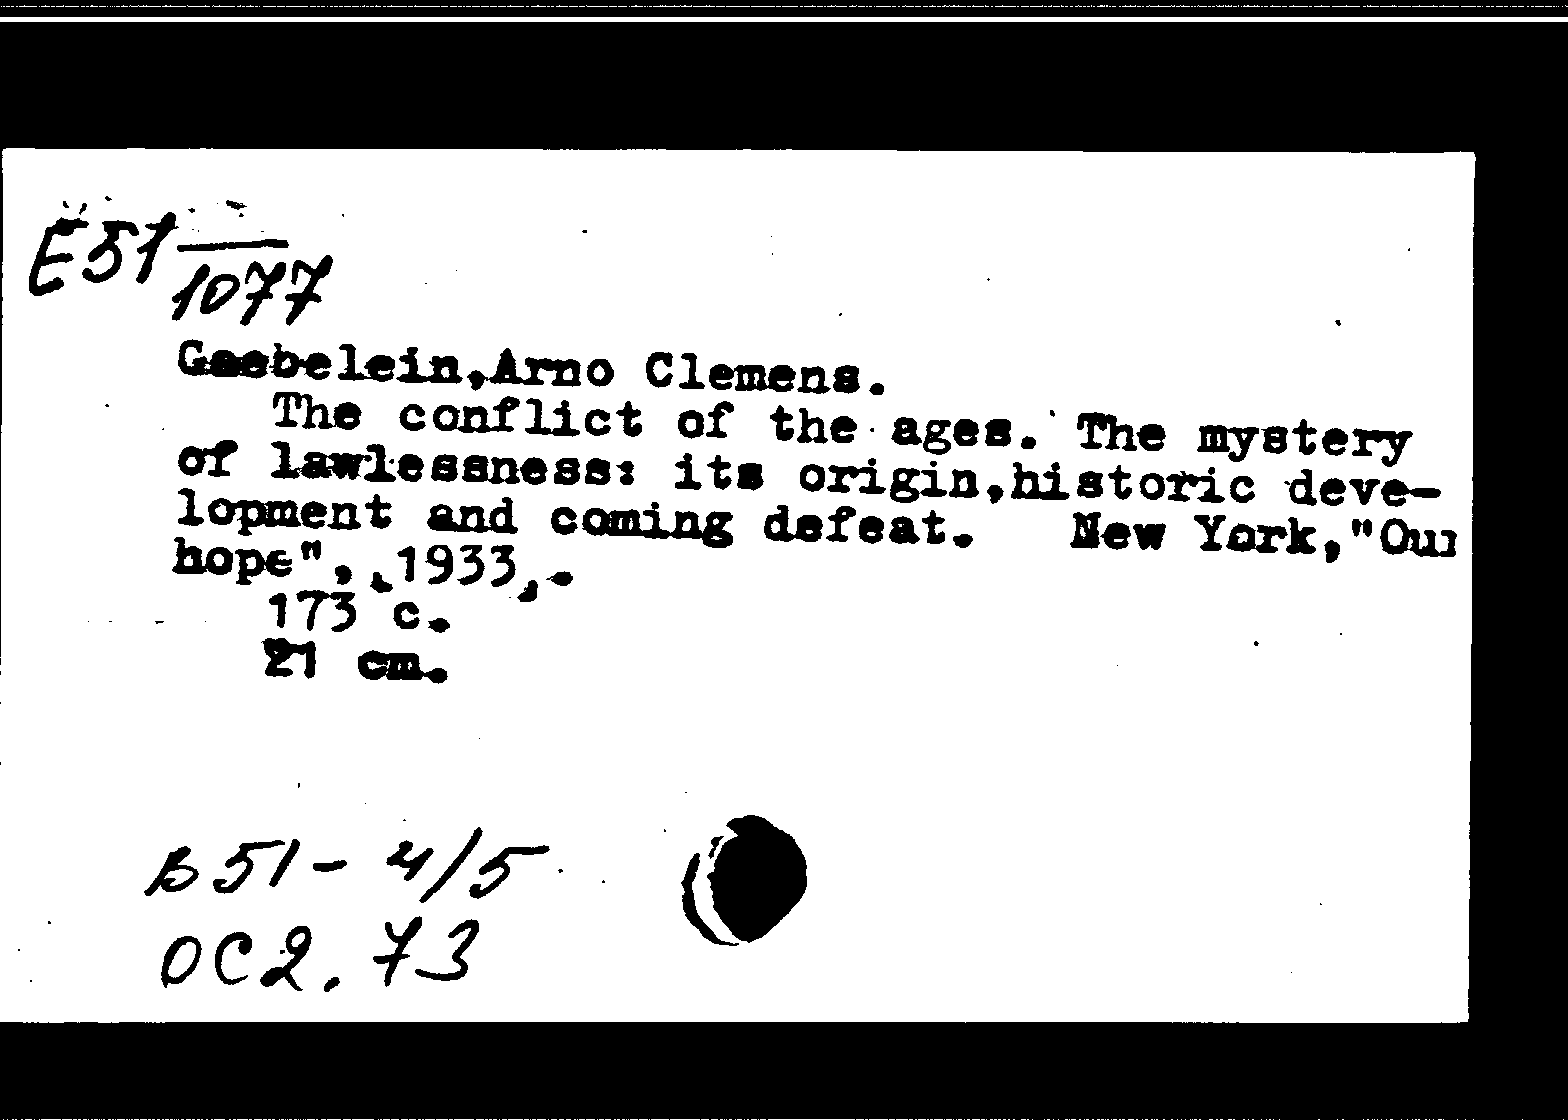 E51
1077
Gaebelein,Arno Clemens.
The conflict of the ages. The mystery
of lawlessness: its origin,historic deve-
lopment and coming defeat. New York,"Our
hope", [1933].
173 c.
21 cm.
B51-4/5
OC2.73